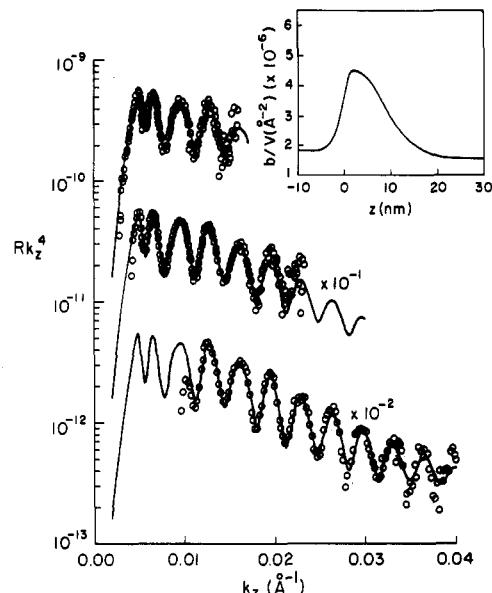 10⁻⁹
10⁻¹⁰
Rk_z⁴
10⁻¹¹
10⁻¹²
10⁻¹³
x 10⁻¹
x 10⁻²
0.00 0.01 0.02 0.03 0.04
k_z (Å⁻¹)
b/V(Å⁻²) (x 10⁻⁶)
6
5
4
3
2
1
-10 0 10 20 30
z (nm)